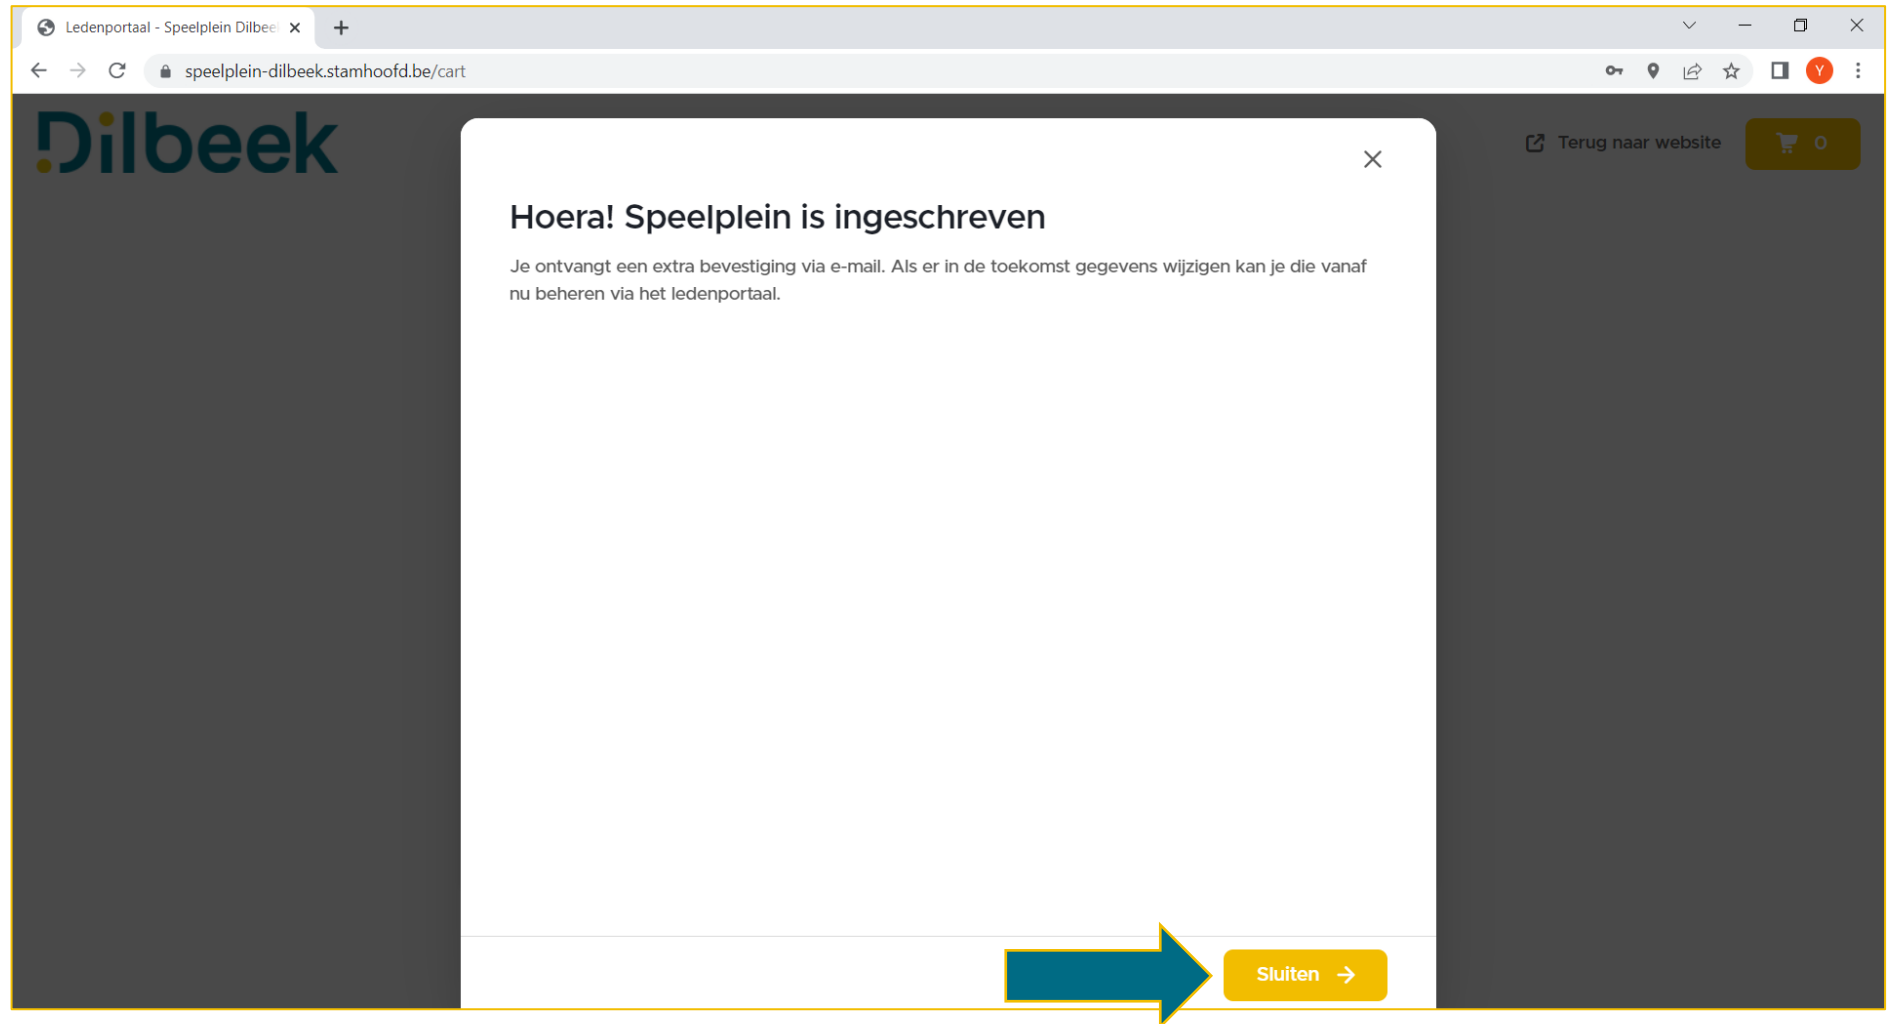 Ledenportaal - Speelplein Dilbee
speelplein-dilbeek.stamhoofd.be/cart
Y
Dilbeek
Terug naar website
0
Hoera! Speelplein is ingeschreven
Je ontvangt een extra bevestiging via e-mail. Als er in de toekomst gegevens wijzigen kan je die vanaf
nu beheren via het ledenportaal.
Sluiten